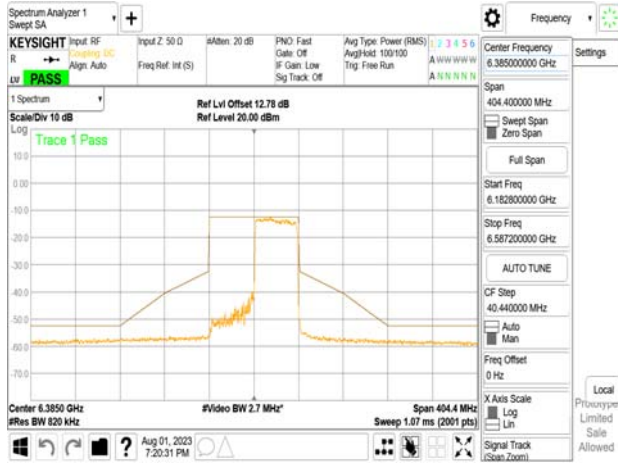 Spectrum Analyzer 1
Swept SA
Frequency
Settings
KEYSIGHT
Input: RF
Coupling: DC
Align: Auto
Input Z: 50 Ω
Freq Ref: Int (S)
#Atten: 20 dB
PNO: Fast
Gate: Off
IF Gain: Low
Sig Track: Off
Avg Type: Power (RMS)
Avg|Hold: 100/100
Trig: Free Run
1 2 3 4 5 6
A W W W W W
A N N N N N
R
LVI PASS
1 Spectrum
Scale/Div 10 dB
Ref Lvl Offset 12.78 dB
Ref Level 20.00 dBm
Log
Trace 1 Pass
10.0
0.00
-10.0
-20.0
-30.0
-40.0
-50.0
-60.0
-70.0
Center 6.3850 GHz
#Res BW 820 kHz
#Video BW 2.7 MHz*
Span 404.4 MHz
Sweep 1.07 ms (2001 pts)
Aug 01, 2023
7:20:31 PM
Center Frequency
6.385000000 GHz
Span
404.400000 MHz
Swept Span
Zero Span
Full Span
Start Freq
6.182800000 GHz
Stop Freq
6.587200000 GHz
AUTO TUNE
CF Step
40.440000 MHz
Auto
Man
Freq Offset
0 Hz
X Axis Scale
Log
Lin
Signal Track
(Span Zoom)
Local
Prototype
Limited
Sale
Allowed